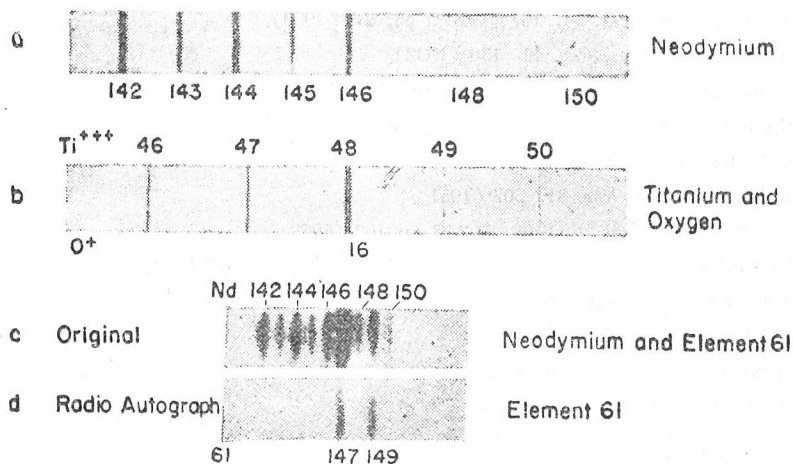 a Neodymium
142 143 144 145 146 148 150
Ti+++ 46 47 48 49 50
b Titanium and Oxygen
O+ 16
Nd 142 144 146 148 150
c Original Neodymium and Element 61
d Radio Autograph Element 61
61 147 149